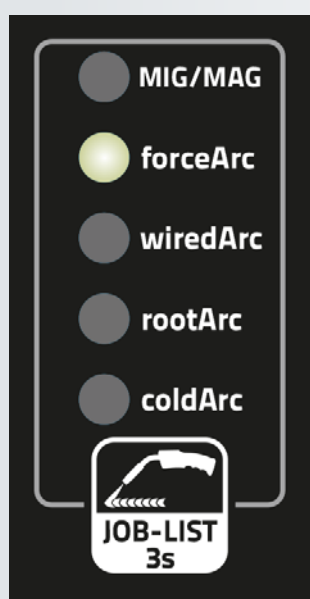 MIG/MAG
forceArc
wiredArc
rootArc
coldArc
JOB-LIST
3s